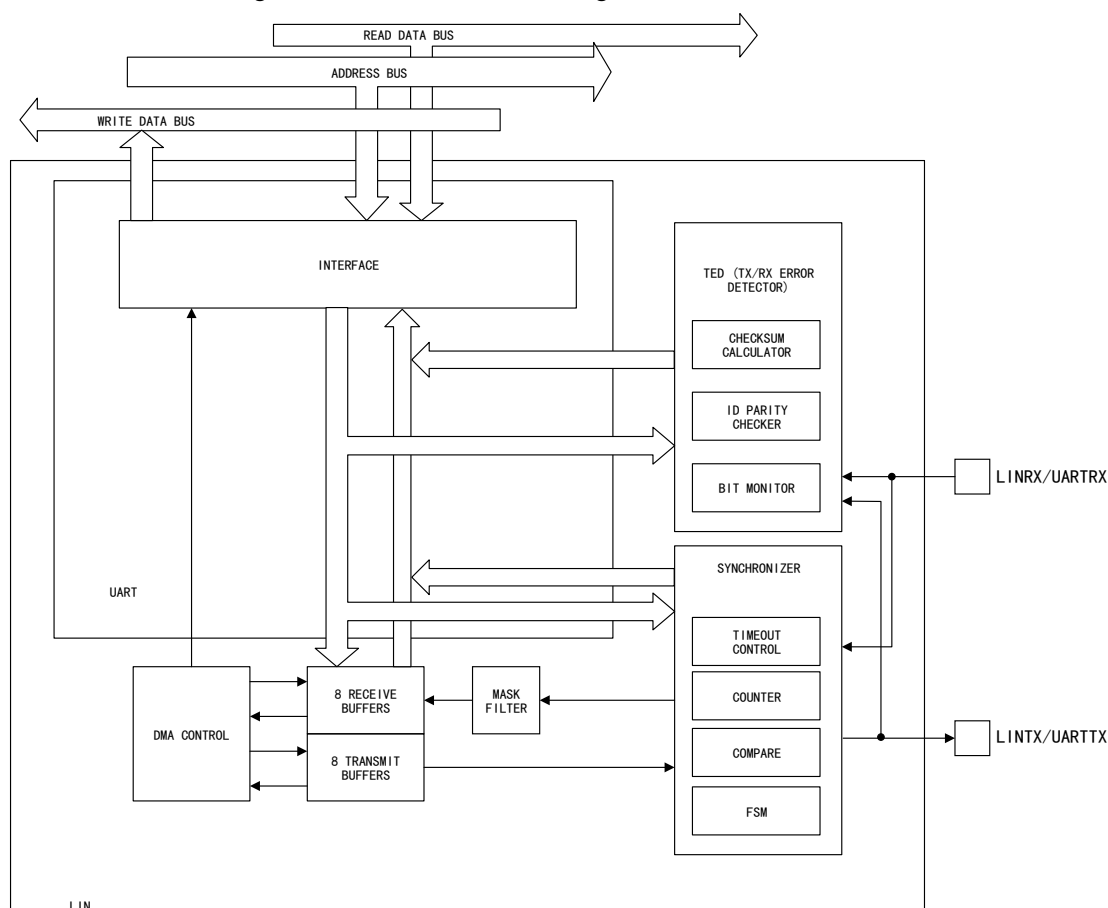 READ DATA BUS
ADDRESS BUS
WRITE DATA BUS
INTERFACE
TED (TX/RX ERROR
DETECTOR)
CHECKSUM
CALCULATOR
ID PARITY
CHECKER
BIT MONITOR
LINRX/UARTRX
SYNCHRONIZER
UART
TIMEOUT
CONTROL
8 RECEIVE
BUFFERS
MASK
FILTER
COUNTER
DMA CONTROL
LINTX/UARTTX
8 TRANSMIT
BUFFERS
COMPARE
FSM
LIN